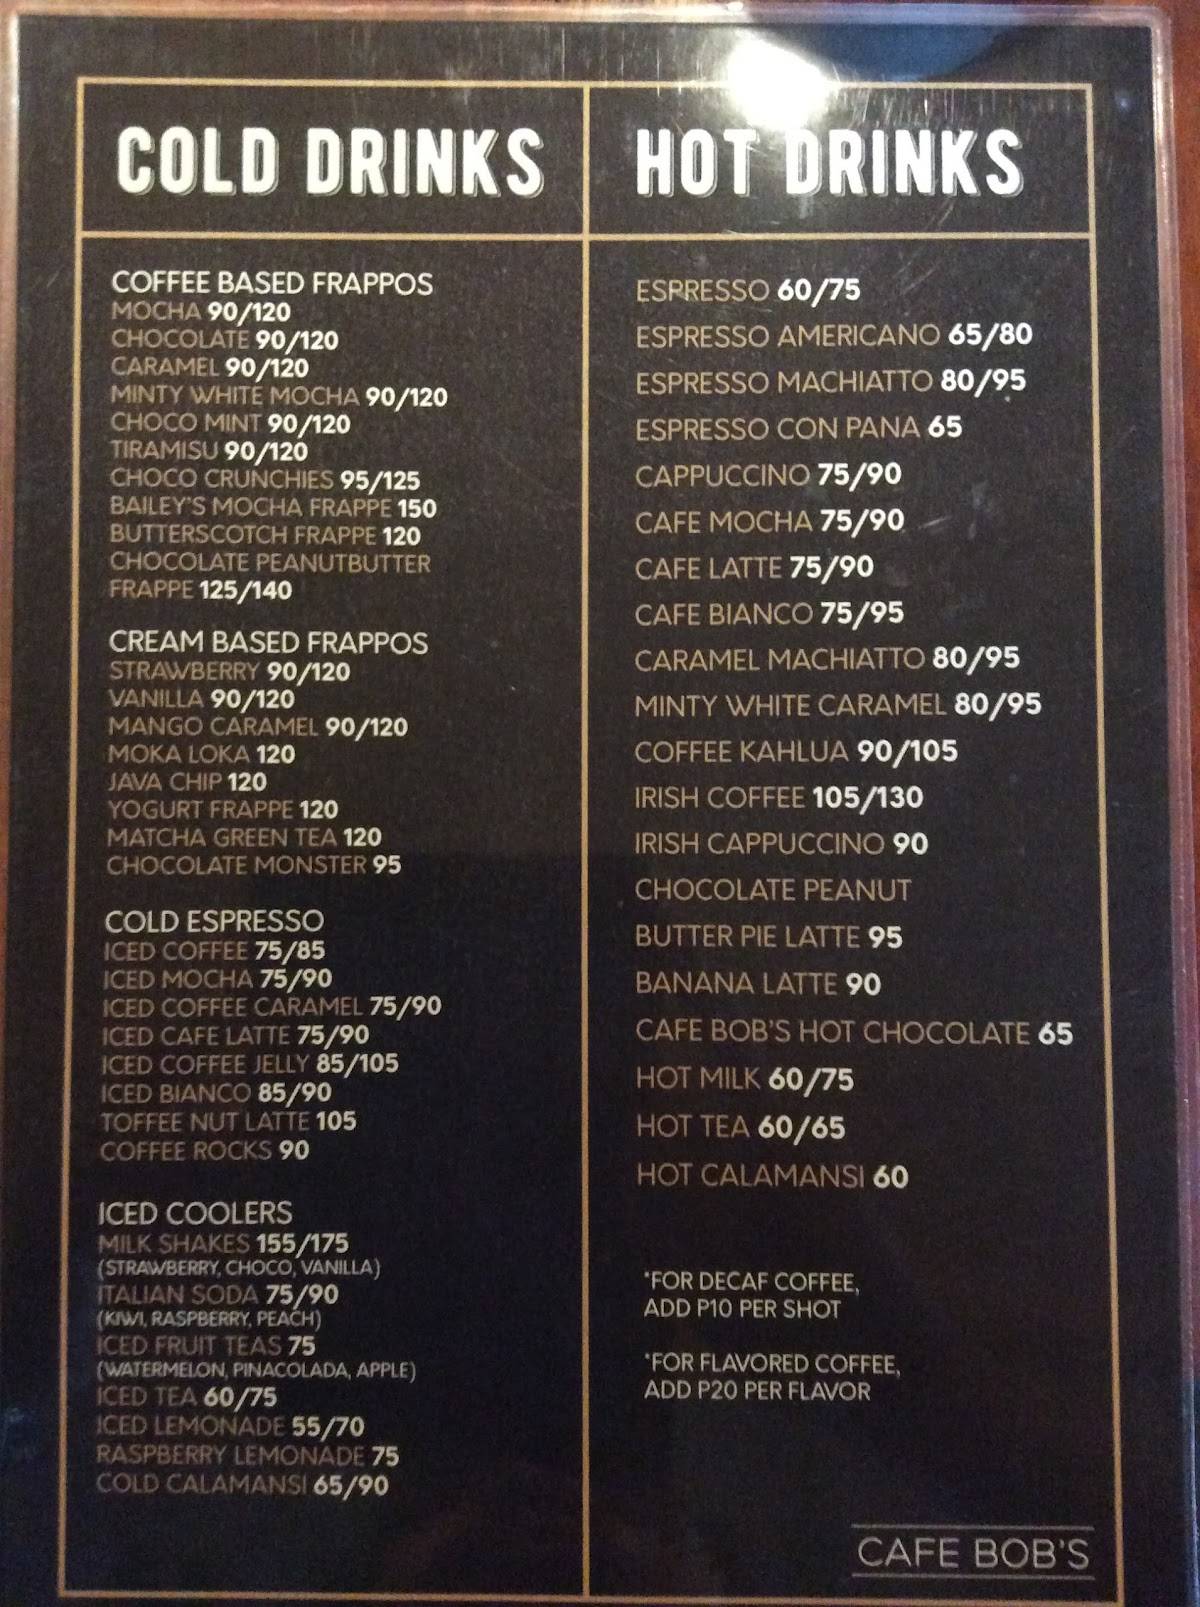 COLD DRINKS
COFFEE BASED FRAPPOS
MOCHA 90/120
CHOCOLATE 90/120
CARAMEL 90/120
MINTY WHITE MOCHA 90/120
CHOCO MINT 90/120
TIRAMISU 90/120
CHOCO CRUNCHIES 95/125
BAILEY'S MOCHA FRAPPE 150
BUTTERSCOTCH FRAPPE 120
CHOCOLATE PEANUTBUTTER
FRAPPE 125/140
CREAM BASED FRAPPOS
STRAWBERRY 90/120
VANILLA 90/120
MANGO CARAMEL 90/120
MOKA LOKA 120
JAVA CHIP 120
YOGURT FRAPPE 120
MATCHA GREEN TEA 120
CHOCOLATE MONSTER 95
COLD ESPRESSO
ICED COFFEE 75/85
ICED MOCHA 75/90
ICED COFFEE CARAMEL 75/90
ICED CAFE LATTE 75/90
ICED COFFEE JELLY 85/105
ICED BIANCO 85/90
TOFFEE NUT LATTE 105
COFFEE ROCKS 90
ICED COOLERS
MILK SHAKES 155/175
(STRAWBERRY, CHOCO, VANILLA)
ITALIAN SODA 75/90
(KIWI, RASPBERRY, PEACH)
ICED FRUIT TEAS 75
(WATERMELON, PINACOLADA, APPLE)
ICED TEA 60/75
ICED LEMONADE 55/70
RASPBERRY LEMONADE 75
COLD CALAMANSI 65/90
HOT DRINKS
ESPRESSO 60/75
ESPRESSO AMERICANO 65/80
ESPRESSO MACHIATTO 80/95
ESPRESSO CON PANA 65
CAPPUCCINO 75/90
CAFE MOCHA 75/90
CAFE LATTE 75/90
CAFE BIANCO 75/95
CARAMEL MACHIATTO 80/95
MINTY WHITE CARAMEL 80/95
COFFEE KAHLUA 90/105
IRISH COFFEE 105/130
IRISH CAPPUCCINO 90
CHOCOLATE PEANUT
BUTTER PIE LATTE 95
BANANA LATTE 90
CAFE BOB'S HOT CHOCOLATE 65
HOT MILK 60/75
HOT TEA 60/65
HOT CALAMANSI 60
*FOR DECAF COFFEE,
ADD P10 PER SHOT
*FOR FLAVORED COFFEE,
ADD P20 PER FLAVOR
CAFE BOB'S